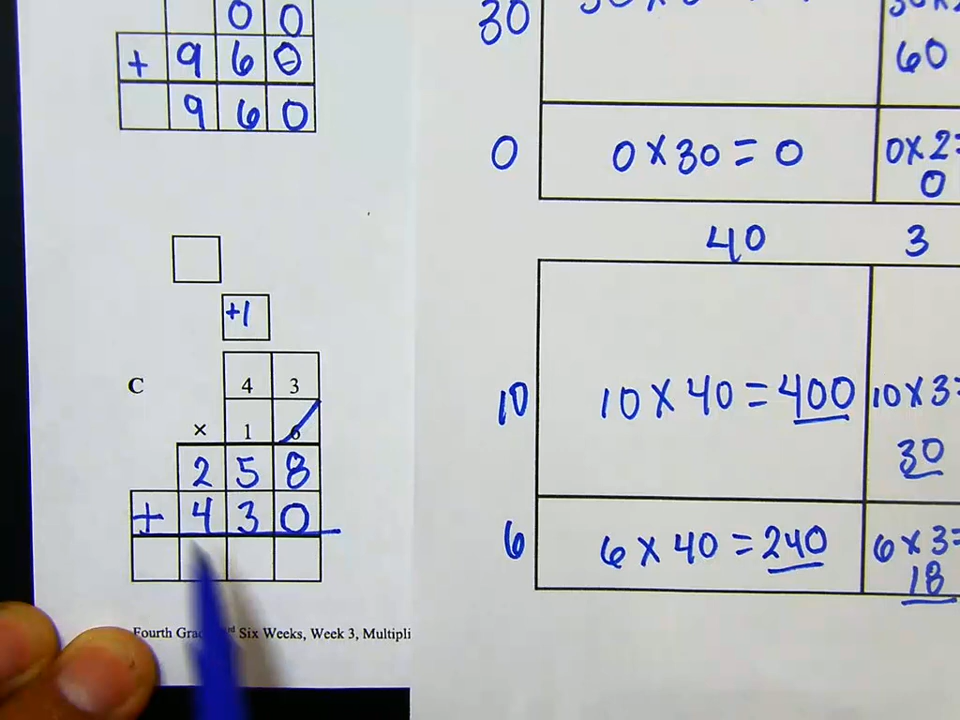 0 0
+ 9 6 0
9 6 0
+1
C
4 3
× 1 6
2 5 8
+ 4 3 0
Six Weeks, Week 3, Multipli
30
60
0
0 × 30 = 0
0 × 2 =
0
40 3
10
10 × 40 = 400
10 × 3 =
30
6
6 × 40 = 240
6 × 3 =
18